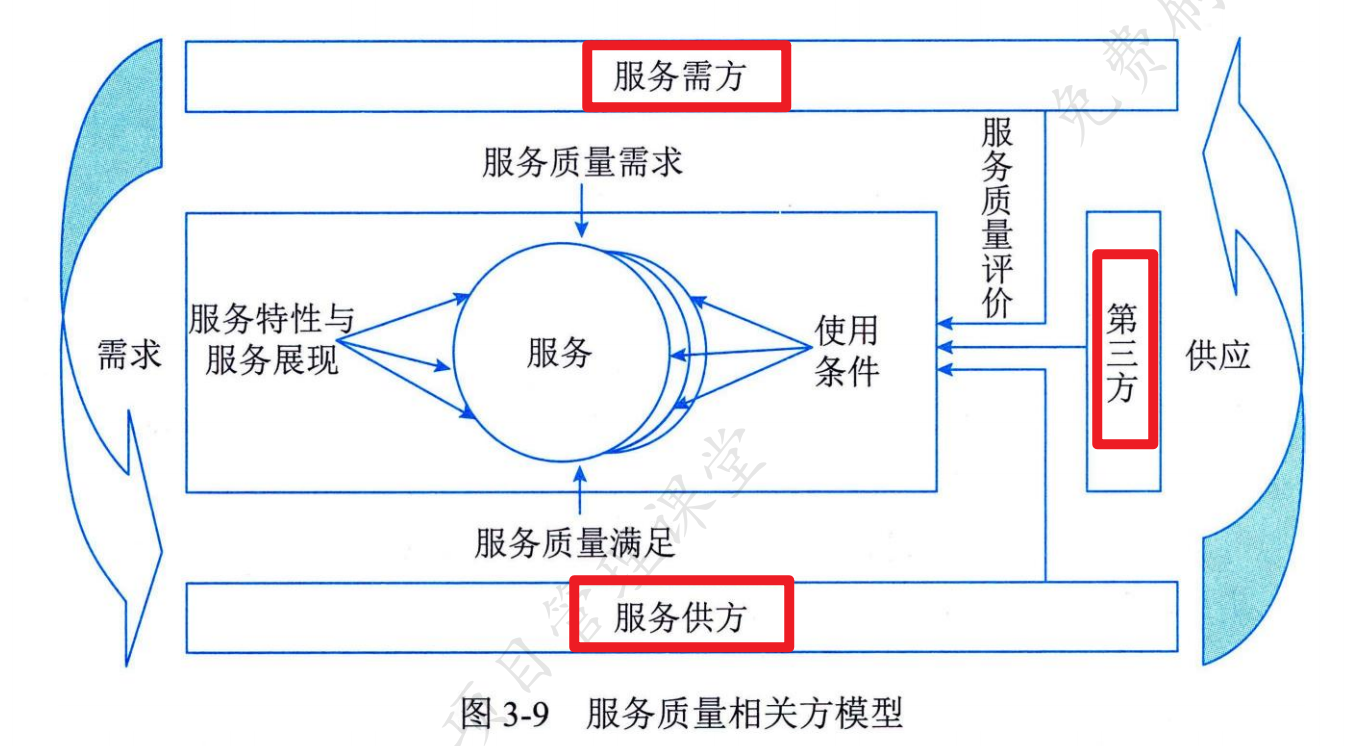 服务需方
服务质量需求
服务质量评价
服务特性与
服务展现
服务
使用
条件
第三方
需求
供应
服务质量满足
服务供方
图 3-9 服务质量相关方模型
免费
项目管理课堂